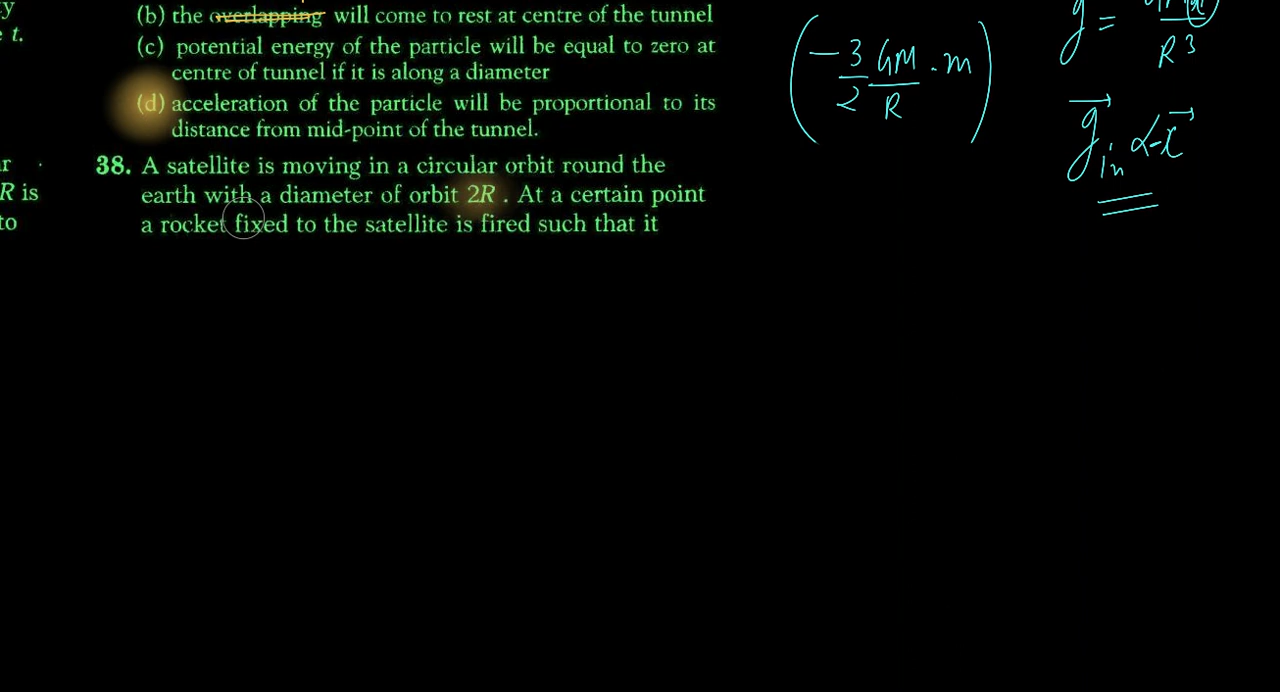 y
(b) the overlapping will come to rest at centre of the tunnel
t.
(c) potential energy of the particle will be equal to zero at
centre of tunnel if it is along a diameter
(d) acceleration of the particle will be proportional to its
distance from mid-point of the tunnel.
r
38. A satellite is moving in a circular orbit round the
R is
earth with a diameter of orbit 2R . At a certain point
to
a rocket fixed to the satellite is fired such that it
(-3/2 GM/R . m)
g =
R3
g in ∝ -x